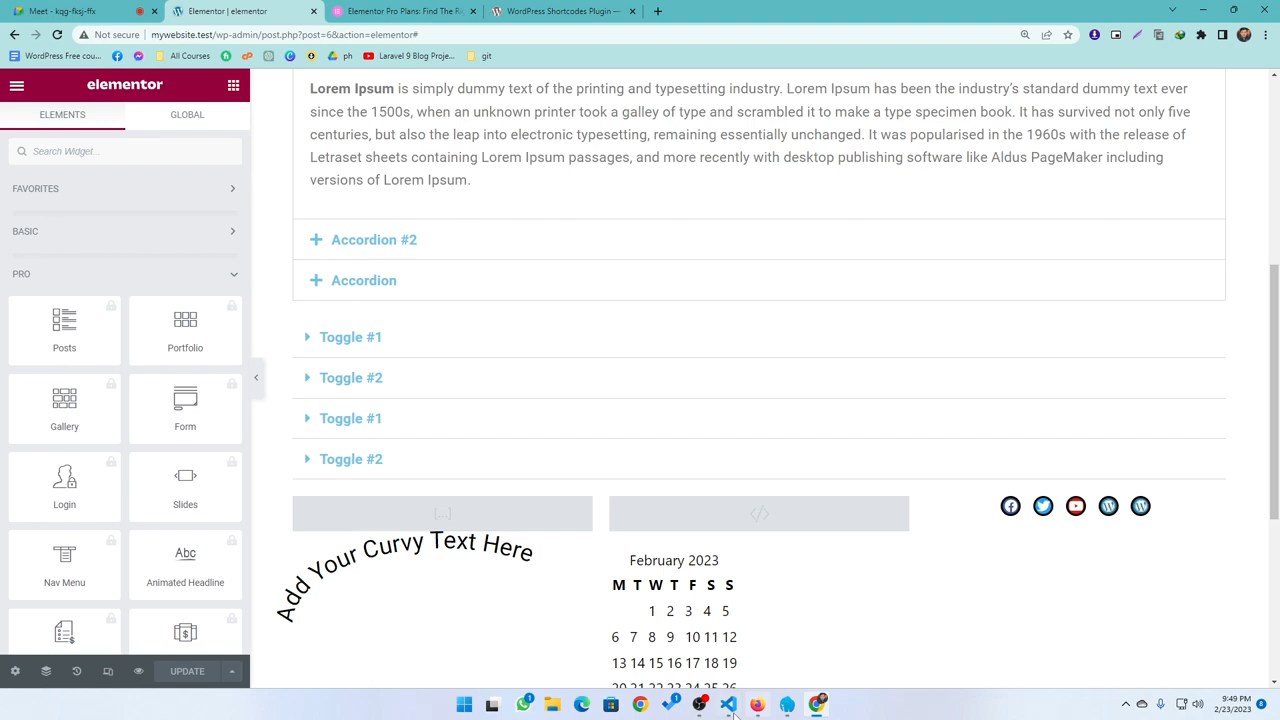 Meet - kqg-fksj-ffx
Elementor | elementor
Elementor Pro Plans: Find The Ri
WordPress Shortcodes Plugin —
Not secure | mywebsite.test/wp-admin/post.php?post=6&action=elementor#
WordPress Free cou...
All Courses
ph
Laravel 9 Blog Proje...
git
elementor
ELEMENTS
GLOBAL
Search Widget...
FAVORITES
BASIC
PRO
Posts
Portfolio
Gallery
Form
Login
Slides
Nav Menu
Abc
Animated Headline
UPDATE
Lorem Ipsum is simply dummy text of the printing and typesetting industry. Lorem Ipsum has been the industry's standard dummy text ever
since the 1500s, when an unknown printer took a galley of type and scrambled it to make a type specimen book. It has survived not only five
centuries, but also the leap into electronic typesetting, remaining essentially unchanged. It was popularised in the 1960s with the release of
Letraset sheets containing Lorem Ipsum passages, and more recently with desktop publishing software like Aldus PageMaker including
versions of Lorem Ipsum.
Accordion #2
Accordion
Toggle #1
Toggle #2
Toggle #1
Toggle #2
[...]
</>
Add Your Curvy Text Here
February 2023
M T W T F S S
1 2 3 4 5
6 7 8 9 10 11 12
13 14 15 16 17 18 19
20 21 22 23 24 25 26
9:49 PM
2/23/2023